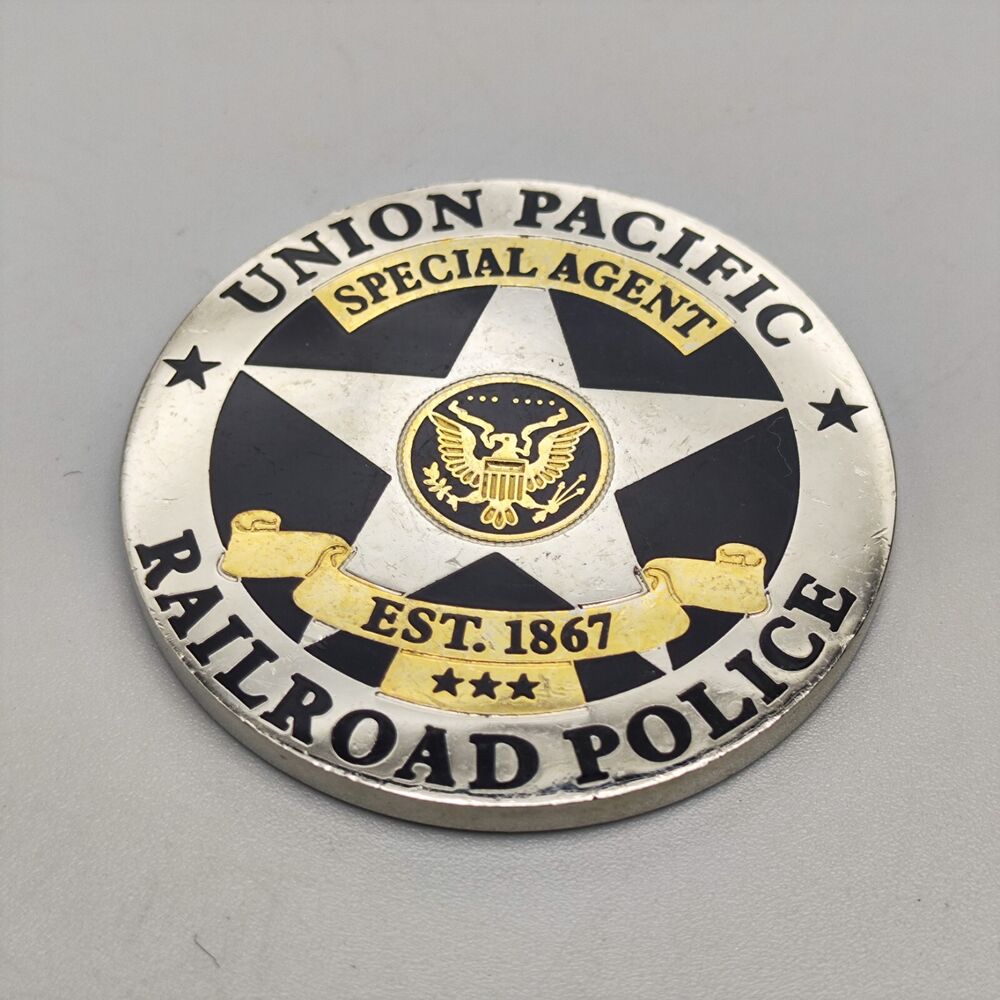 UNION PACIFIC
SPECIAL AGENT
EST. 1867
RAILROAD POLICE